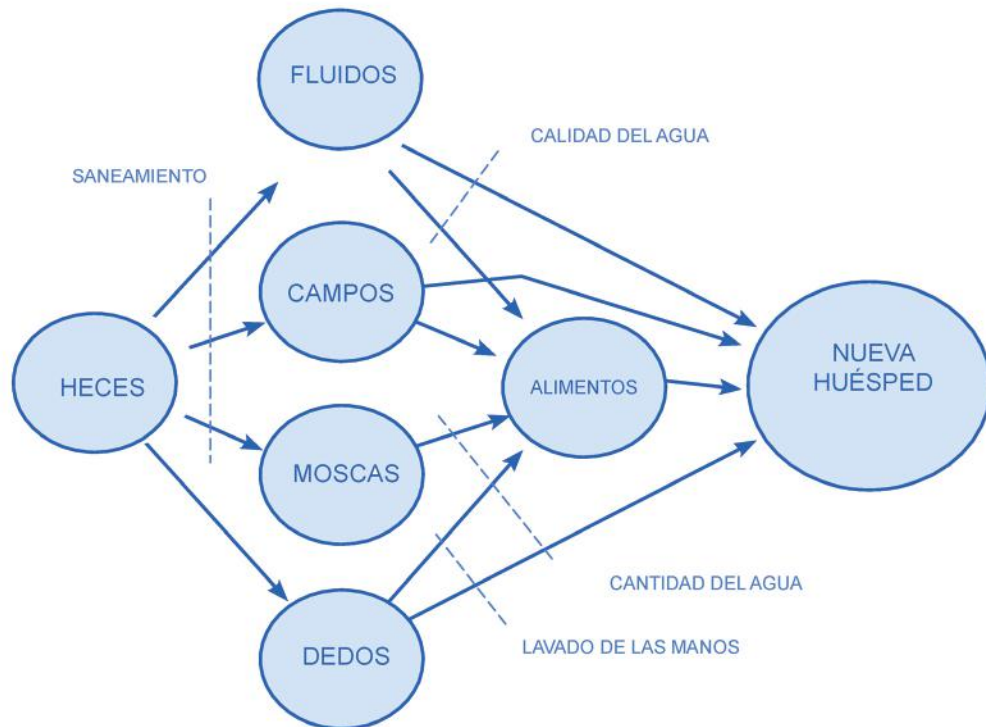 FLUIDOS
CALIDAD DEL AGUA
SANEAMIENTO
CAMPOS
HECES
ALIMENTOS
NUEVA
HUÉSPED
MOSCAS
CANTIDAD DEL AGUA
LAVADO DE LAS MANOS
DEDOS